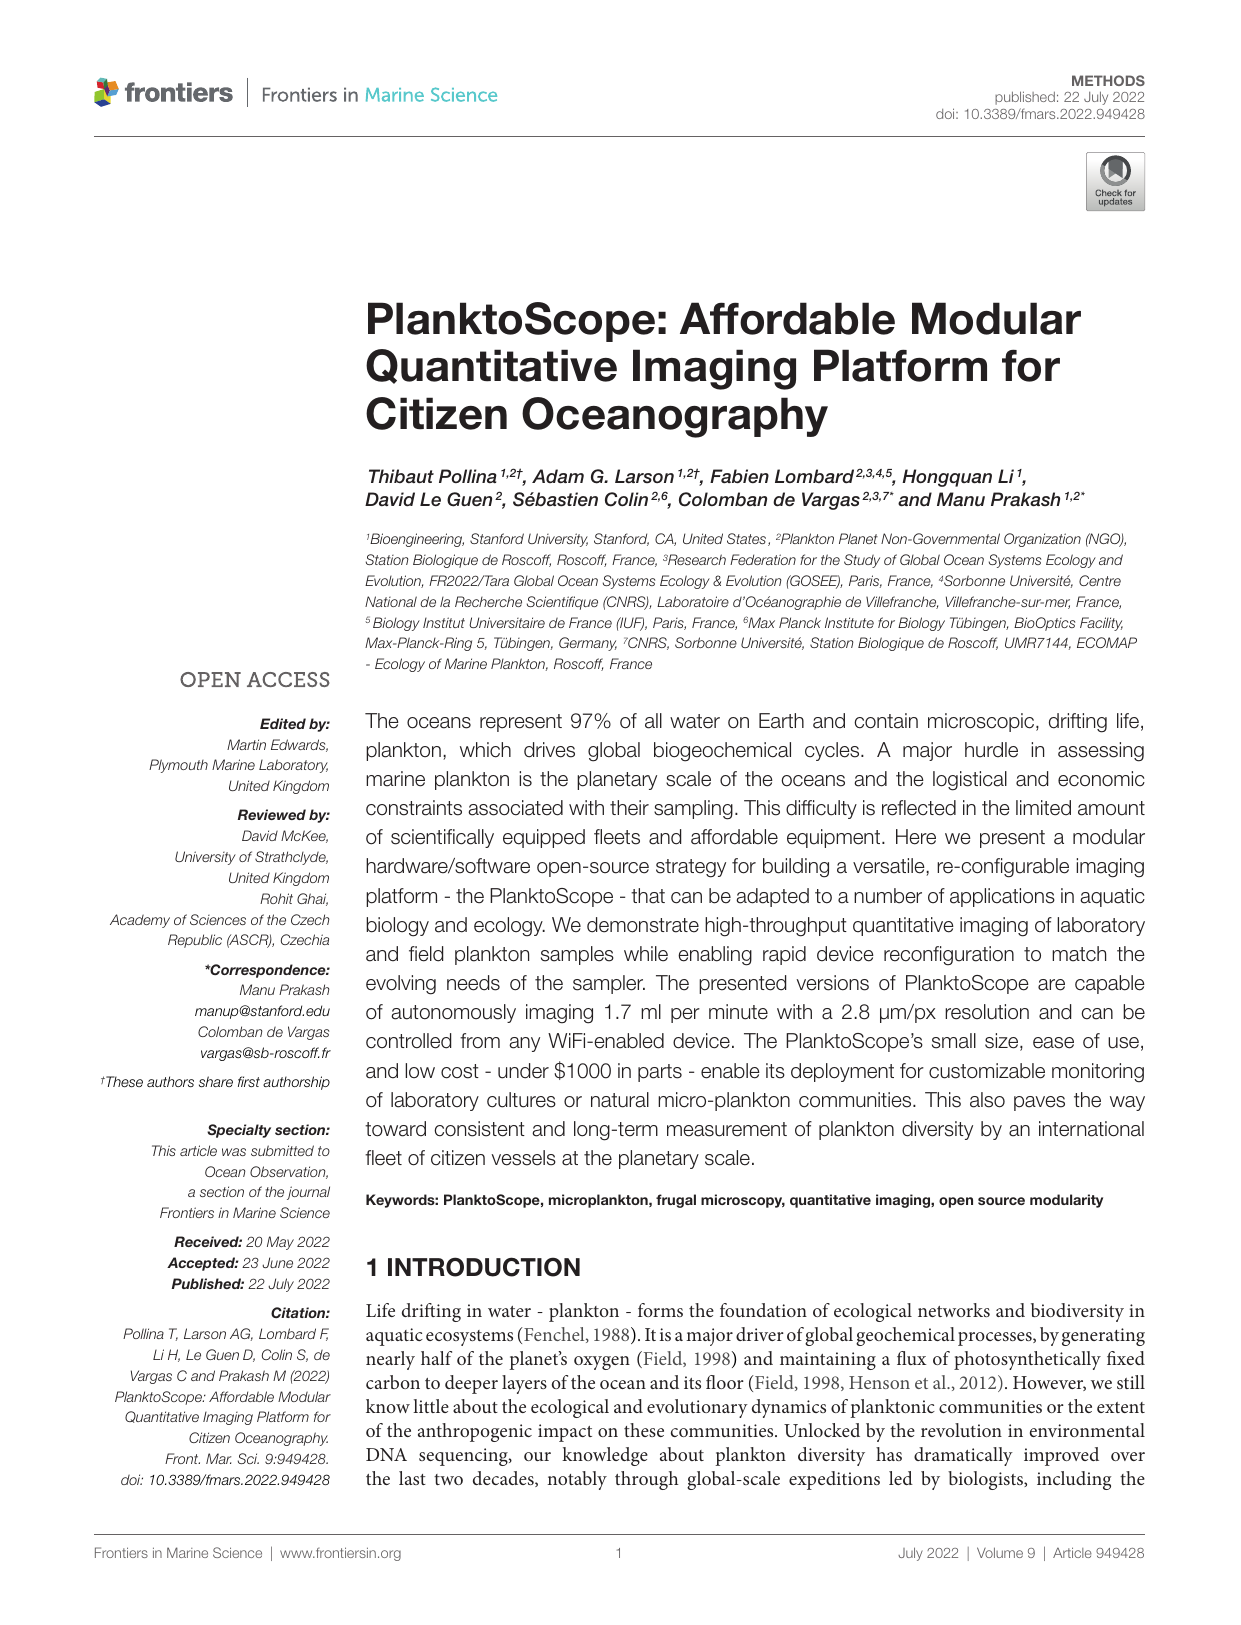 frontiers | Frontiers in Marine Science
METHODS
published: 22 July 2022
doi: 10.3389/fmars.2022.949428
Check for
updates
PlanktoScope: Affordable Modular
Quantitative Imaging Platform for
Citizen Oceanography
Thibaut Pollina 1,2†, Adam G. Larson 1,2†, Fabien Lombard 2,3,4,5, Hongquan Li 1,
David Le Guen 2, Sébastien Colin 2,6, Colomban de Vargas 2,3,7* and Manu Prakash 1,2*
1Bioengineering, Stanford University, Stanford, CA, United States, 2Plankton Planet Non-Governmental Organization (NGO),
Station Biologique de Roscoff, Roscoff, France, 3Research Federation for the Study of Global Ocean Systems Ecology and
Evolution, FR2022/Tara Global Ocean Systems Ecology & Evolution (GOSEE), Paris, France, 4Sorbonne Université, Centre
National de la Recherche Scientifique (CNRS), Laboratoire d'Océanographie de Villefranche, Villefranche-sur-mer, France,
5 Biology Institut Universitaire de France (IUF), Paris, France, 6Max Planck Institute for Biology Tübingen, BioOptics Facility,
Max-Planck-Ring 5, Tübingen, Germany, 7CNRS, Sorbonne Université, Station Biologique de Roscoff, UMR7144, ECOMAP
- Ecology of Marine Plankton, Roscoff, France
OPEN ACCESS
Edited by:
Martin Edwards,
Plymouth Marine Laboratory,
United Kingdom
Reviewed by:
David McKee,
University of Strathclyde,
United Kingdom
Rohit Ghai,
Academy of Sciences of the Czech
Republic (ASCR), Czechia
*Correspondence:
Manu Prakash
manup@stanford.edu
Colomban de Vargas
vargas@sb-roscoff.fr
†These authors share first authorship
Specialty section:
This article was submitted to
Ocean Observation,
a section of the journal
Frontiers in Marine Science
Received: 20 May 2022
Accepted: 23 June 2022
Published: 22 July 2022
Citation:
Pollina T, Larson AG, Lombard F,
Li H, Le Guen D, Colin S, de
Vargas C and Prakash M (2022)
PlanktoScope: Affordable Modular
Quantitative Imaging Platform for
Citizen Oceanography.
Front. Mar. Sci. 9:949428.
doi: 10.3389/fmars.2022.949428
The oceans represent 97% of all water on Earth and contain microscopic, drifting life,
plankton, which drives global biogeochemical cycles. A major hurdle in assessing
marine plankton is the planetary scale of the oceans and the logistical and economic
constraints associated with their sampling. This difficulty is reflected in the limited amount
of scientifically equipped fleets and affordable equipment. Here we present a modular
hardware/software open-source strategy for building a versatile, re-configurable imaging
platform - the PlanktoScope - that can be adapted to a number of applications in aquatic
biology and ecology. We demonstrate high-throughput quantitative imaging of laboratory
and field plankton samples while enabling rapid device reconfiguration to match the
evolving needs of the sampler. The presented versions of PlanktoScope are capable
of autonomously imaging 1.7 ml per minute with a 2.8 µm/px resolution and can be
controlled from any WiFi-enabled device. The PlanktoScope's small size, ease of use,
and low cost - under $1000 in parts - enable its deployment for customizable monitoring
of laboratory cultures or natural micro-plankton communities. This also paves the way
toward consistent and long-term measurement of plankton diversity by an international
fleet of citizen vessels at the planetary scale.
Keywords: PlanktoScope, microplankton, frugal microscopy, quantitative imaging, open source modularity
1 INTRODUCTION
Life drifting in water - plankton - forms the foundation of ecological networks and biodiversity in
aquatic ecosystems (Fenchel, 1988). It is a major driver of global geochemical processes, by generating
nearly half of the planet's oxygen (Field, 1998) and maintaining a flux of photosynthetically fixed
carbon to deeper layers of the ocean and its floor (Field, 1998, Henson et al., 2012). However, we still
know little about the ecological and evolutionary dynamics of planktonic communities or the extent
of the anthropogenic impact on these communities. Unlocked by the revolution in environmental
DNA sequencing, our knowledge about plankton diversity has dramatically improved over
the last two decades, notably through global-scale expeditions led by biologists, including the
Frontiers in Marine Science | www.frontiersin.org
1
July 2022 | Volume 9 | Article 949428